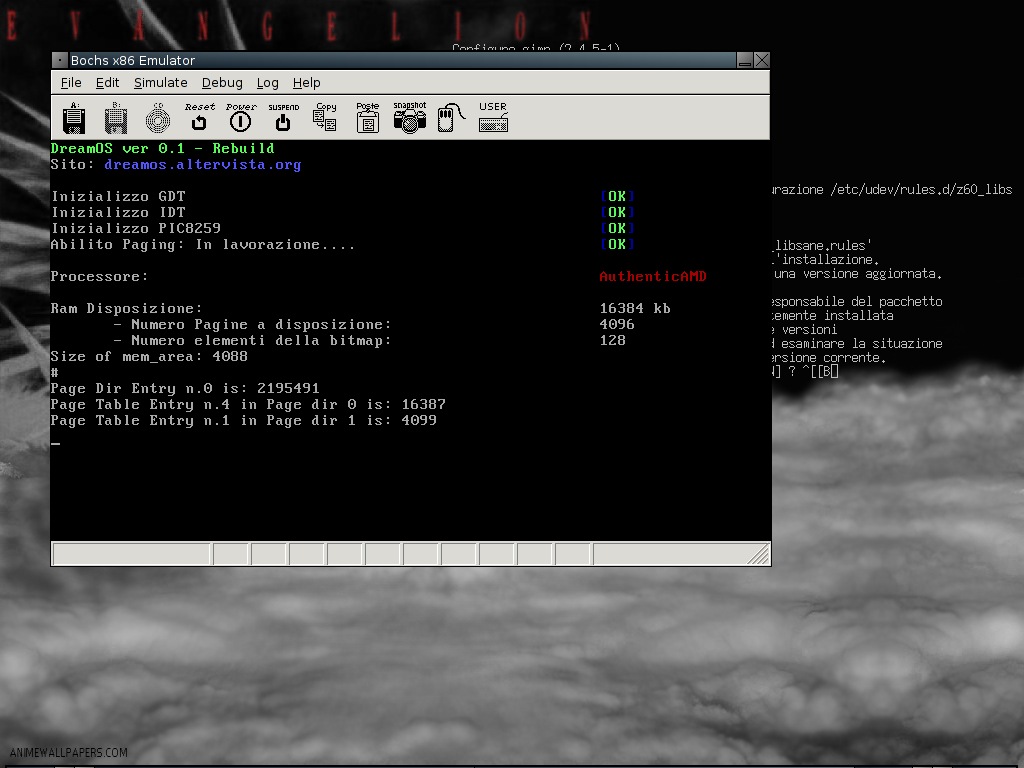 EVANGELION
Configuro gimp (2.4.5-1)
Bochs x86 Emulator
File Edit Simulate Debug Log Help
A: B: CD Reset Power SUSPEND Copy Paste snapshot USER
DreamOS ver 0.1 - Rebuild
Sito: dreamos.altervista.org
Inizializzo GDT [OK]
Inizializzo IDT [OK]
Inizializzo PIC8259 [OK]
Abilito Paging: In lavorazione.... [OK]
Processore: AuthenticAMD
Ram Disposizione: 16384 kb
- Numero Pagine a disposizione: 4096
- Numero elementi della bitmap: 128
Size of mem_area: 4088
#
Page Dir Entry n.0 is: 2195491
Page Table Entry n.4 in Page dir 0 is: 16387
Page Table Entry n.1 in Page dir 1 is: 4099
_
urazione /etc/udev/rules.d/z60_libs
_libsane.rules'
l'installazione.
una versione aggiornata.
esponsabile del pacchetto
temente installata
e versioni
d esaminare la situazione
ersione corrente.
] ? ^[[B
ANIMEWALLPAPERS.COM